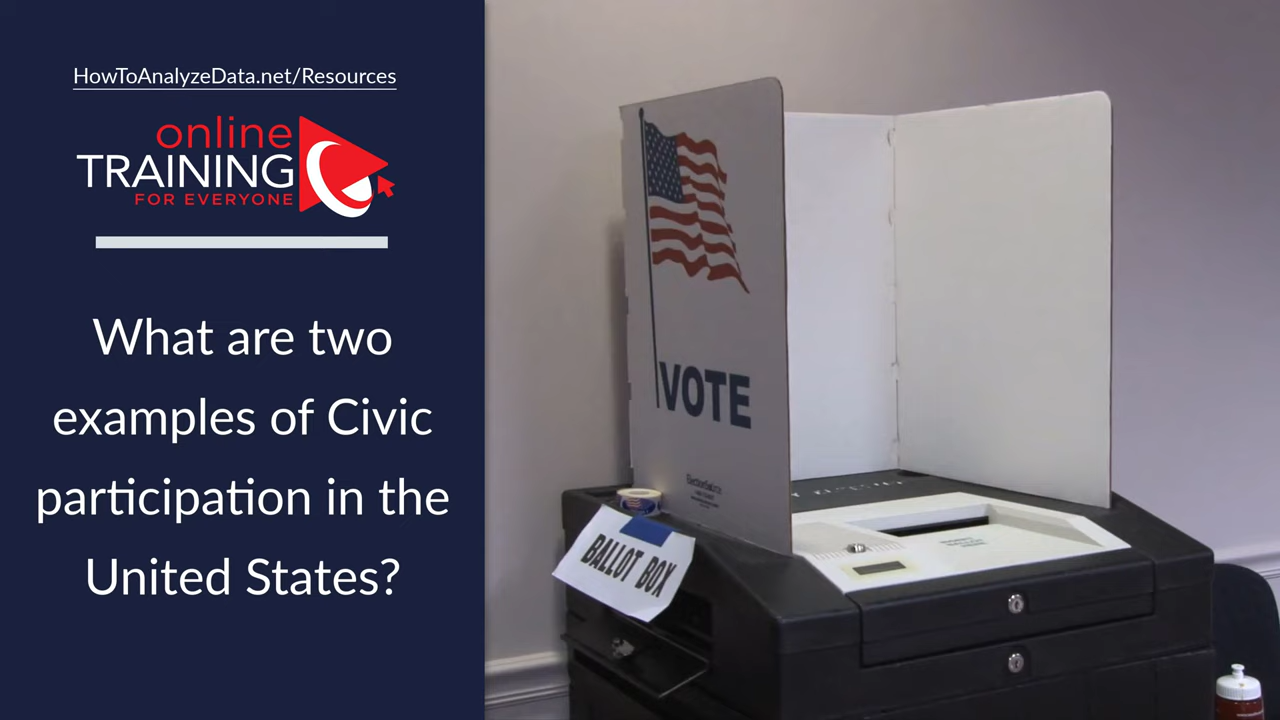 HowToAnalyzeData.net/Resources
online
TRAINING
FOR EVERYONE
What are two
examples of Civic
participation in the
United States?
VOTE
BALLOT BOX